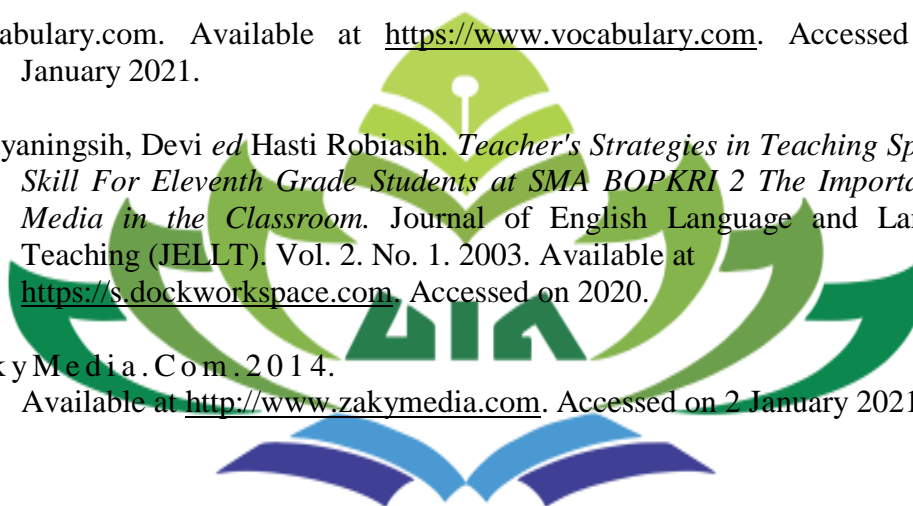 abulary.com. Available at https://www.vocabulary.com. Accessed
January 2021.
yaningsih, Devi ed Hasti Robiasih. Teacher's Strategies in Teaching Sp
Skill For Eleventh Grade Students at SMA BOPKRI 2 The Importa
Media in the Classroom. Journal of English Language and Lan
Teaching (JELLT). Vol. 2. No. 1. 2003. Available at
https://s.dockworkspace.com. Accessed on 2020.
kyMedia.Com.2014.
Available at http://www.zakymedia.com. Accessed on 2 January 2021